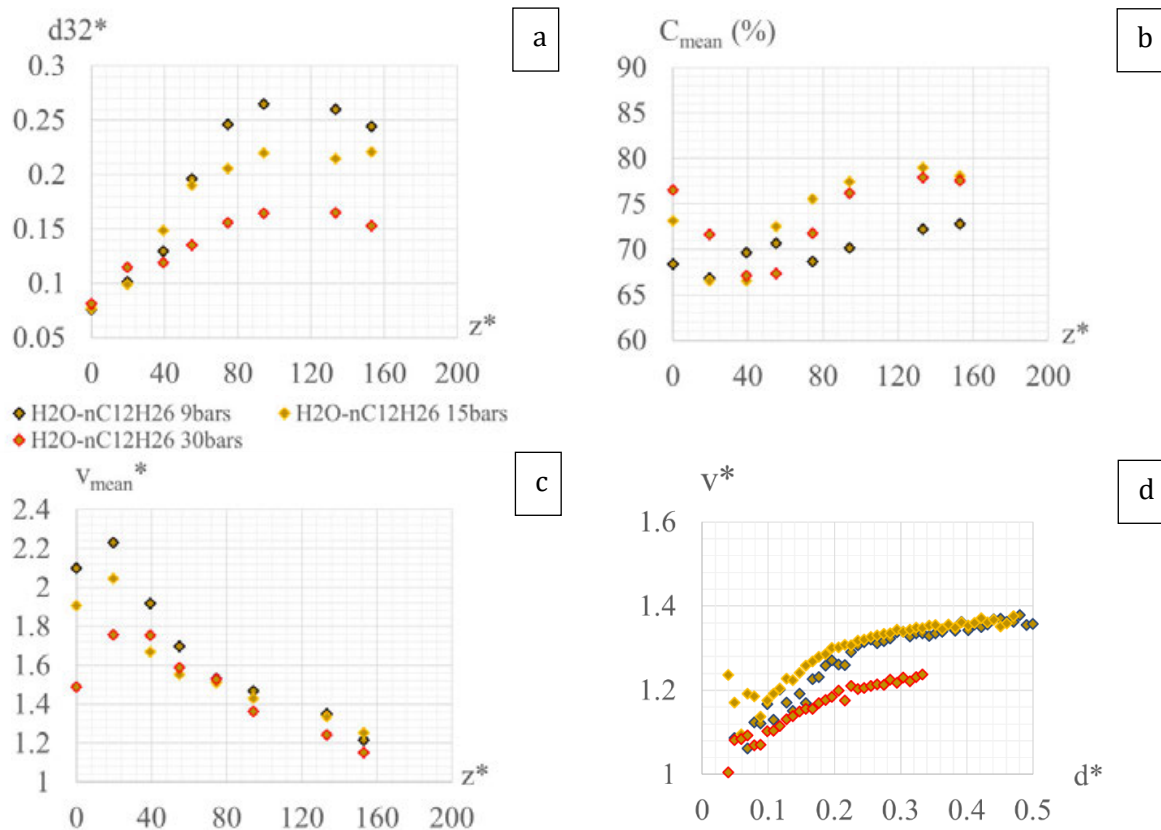 d32*
a
0.3
0.25
0.2
0.15
0.1
0.05
z*
0 40 80 120 160 200
C_mean (%)
b
90
85
80
75
70
65
60
z*
0 40 80 120 160 200
H2O-nC12H26 9bars H2O-nC12H26 15bars
H2O-nC12H26 30bars
v_mean*
c
2.4
2.2
2
1.8
1.6
1.4
1.2
1
z*
0 40 80 120 160 200
v*
d
1.6
1.4
1.2
1
d*
0 0.1 0.2 0.3 0.4 0.5